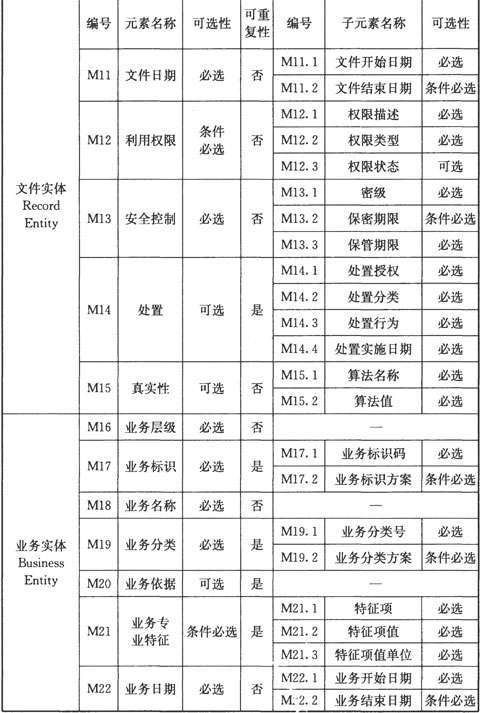 编号 元素名称 可选性 可重复性 编号 子元素名称 可选性
文件实体 Record Entity
M11 文件日期 必选 否
M11.1 文件开始日期 必选
M11.2 文件结束日期 条件必选
M12 利用权限 条件必选 否
M12.1 权限描述 必选
M12.2 权限类型 必选
M12.3 权限状态 可选
M13 安全控制 必选 否
M13.1 密级 必选
M13.2 保密期限 条件必选
M13.3 保管期限 必选
M14 处置 可选 是
M14.1 处置授权 必选
M14.2 处置分类 必选
M14.3 处置行为 必选
M14.4 处置实施日期 必选
M15 真实性 可选 否
M15.1 算法名称 必选
M15.2 算法值 必选
业务实体 Business Entity
M16 业务层级 必选 否 —
M17 业务标识 必选 是
M17.1 业务标识码 必选
M17.2 业务标识方案 条件必选
M18 业务名称 必选 否 —
M19 业务分类 必选 是
M19.1 业务分类号 必选
M19.2 业务分类方案 条件必选
M20 业务依据 可选 是 —
M21 业务专业特征 条件必选 是
M21.1 特征项 必选
M21.2 特征项值 必选
M21.3 特征项值单位 必选
M22 业务日期 必选 否
M22.1 业务开始日期 必选
M22.2 业务结束日期 条件必选